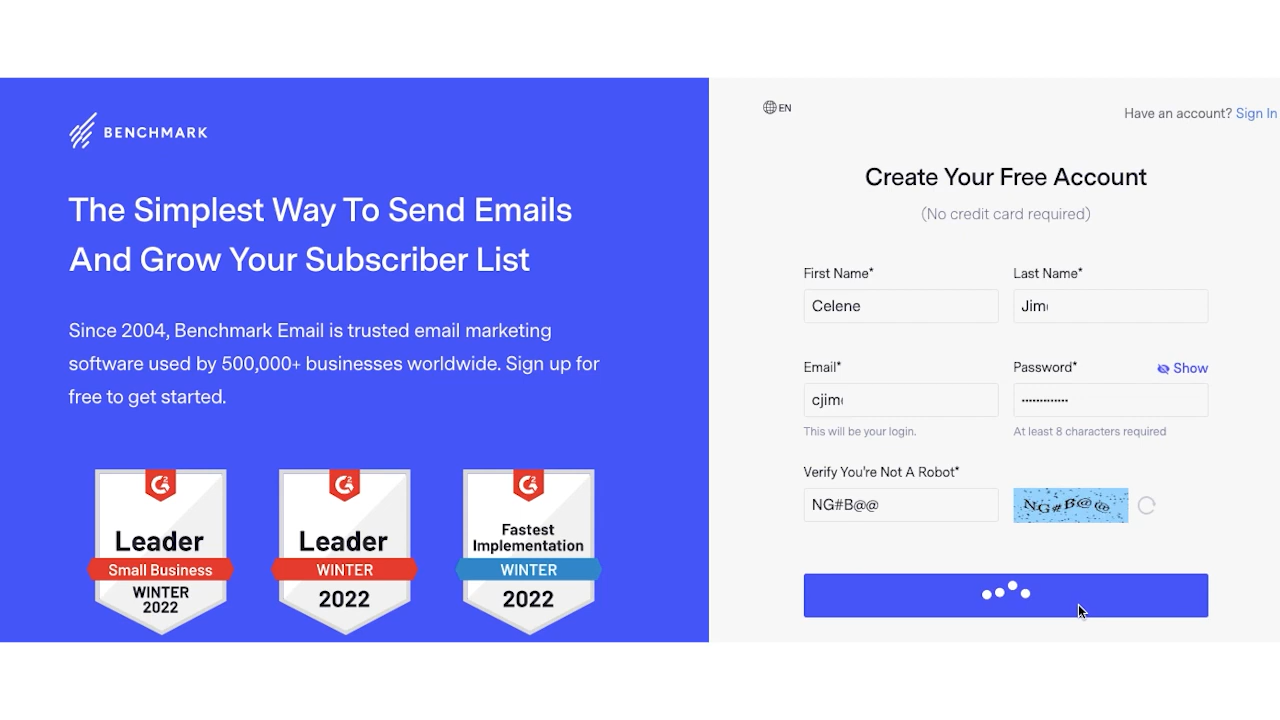 BENCHMARK
The Simplest Way To Send Emails
And Grow Your Subscriber List
Since 2004, Benchmark Email is trusted email marketing
software used by 500,000+ businesses worldwide. Sign up for
free to get started.
Leader
Small Business
WINTER
2022
Leader
WINTER
2022
Fastest
Implementation
WINTER
2022
EN
Have an account? Sign In
Create Your Free Account
(No credit card required)
First Name*
Last Name*
Celene
Jim
Email*
Password*
Show
cjim
•••••••••••••
This will be your login.
At least 8 characters required
Verify You're Not A Robot*
NG#B@@
NG#B@@